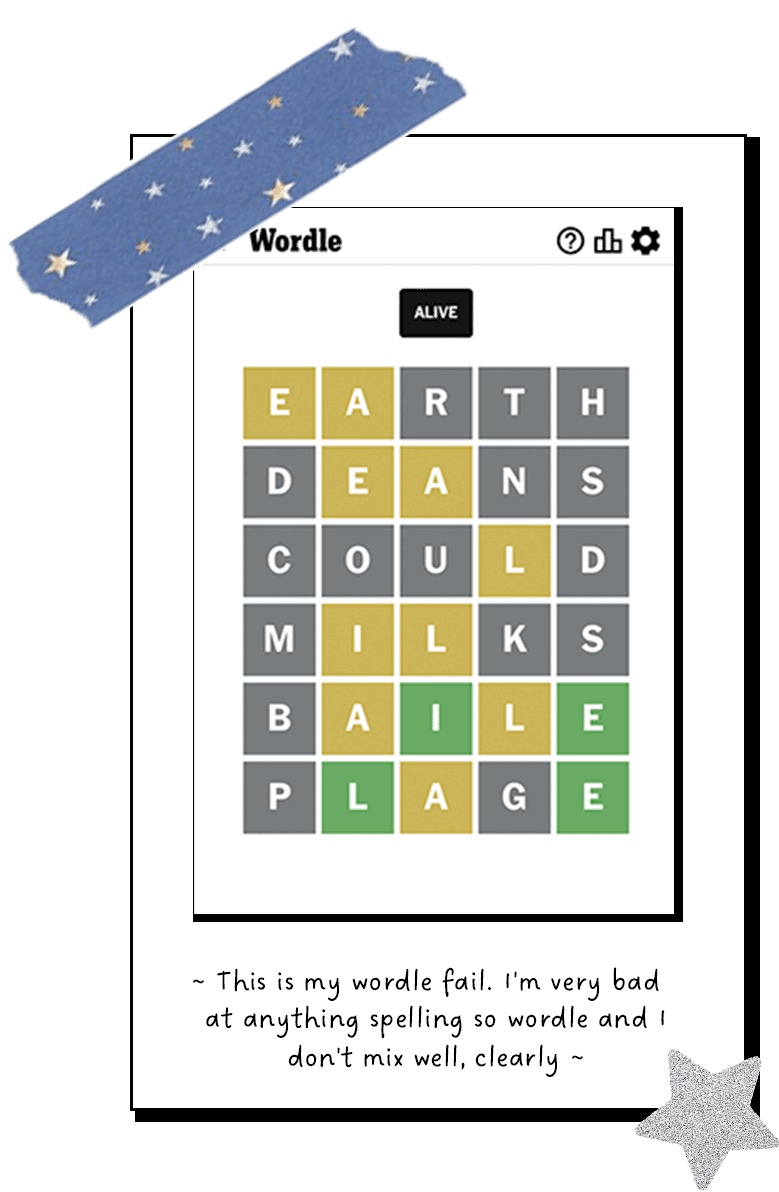 Wordle
ALIVE
E A R T H
D E A N S
C O U L D
M I L K S
B A I L E
P L A G E
~ This is my wordle fail. I'm very bad
at anything spelling so wordle and I
don't mix well, clearly ~